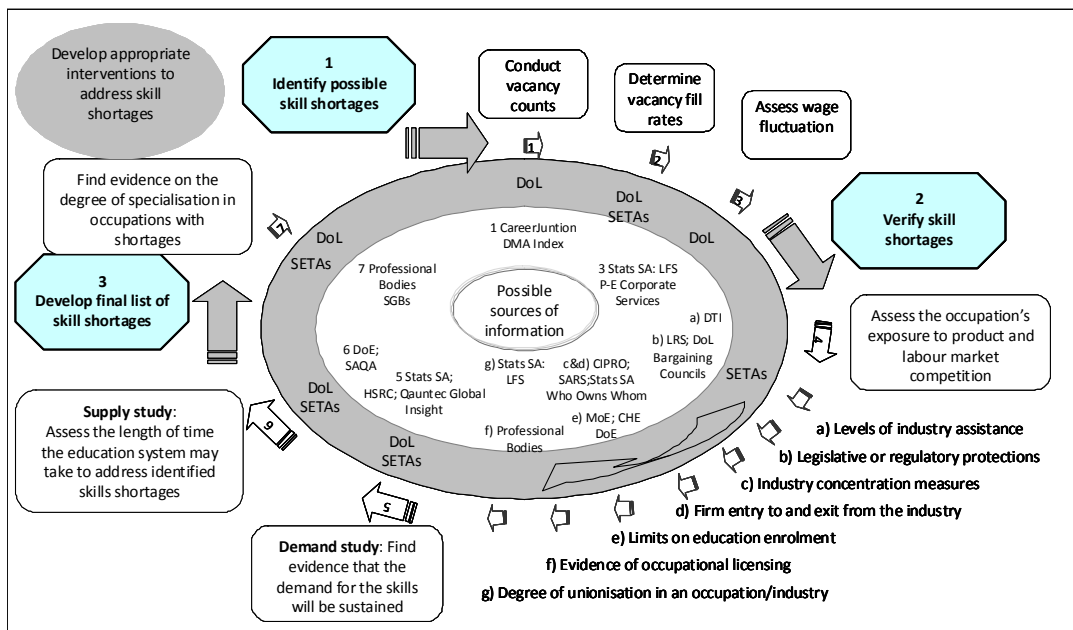 Develop appropriate
interventions to
address skill
shortages
1
Identify possible
skill shortages
Conduct
vacancy
counts
Determine
vacancy fill
rates
Assess wage
fluctuation
1
2
3
2
Verify skill
shortages
Find evidence on the
degree of specialisation in
occupations with
shortages
7
3
Develop final list of
skill shortages
DoL
DoL
SETAs
DoL
DoL
SETAs
SETAs
DoL
SETAs
DoL
SETAs
1 CareerJuntion
DMA Index
7 Professional
Bodies
SGBs
3 Stats SA: LFS
P-E Corporate
Services
Possible
sources of
information
a) DTI
b) LRS; DoL
Bargaining
Councils
6 DoE;
SAQA
5 Stats SA;
HSRC; Qauntec Global
Insight
g) Stats SA:
LFS
c&d) CIPRO;
SARS;Stats SA
Who Owns Whom
e) MoE; CHE
DoE
f) Professional
Bodies
Assess the occupation's
exposure to product and
labour market
competition
4
a) Levels of industry assistance
b) Legislative or regulatory protections
c) Industry concentration measures
d) Firm entry to and exit from the industry
e) Limits on education enrolment
f) Evidence of occupational licensing
g) Degree of unionisation in an occupation/industry
5
Demand study: Find
evidence that the
demand for the skills
will be sustained
6
Supply study:
Assess the length of time
the education system may
take to address identified
skills shortages